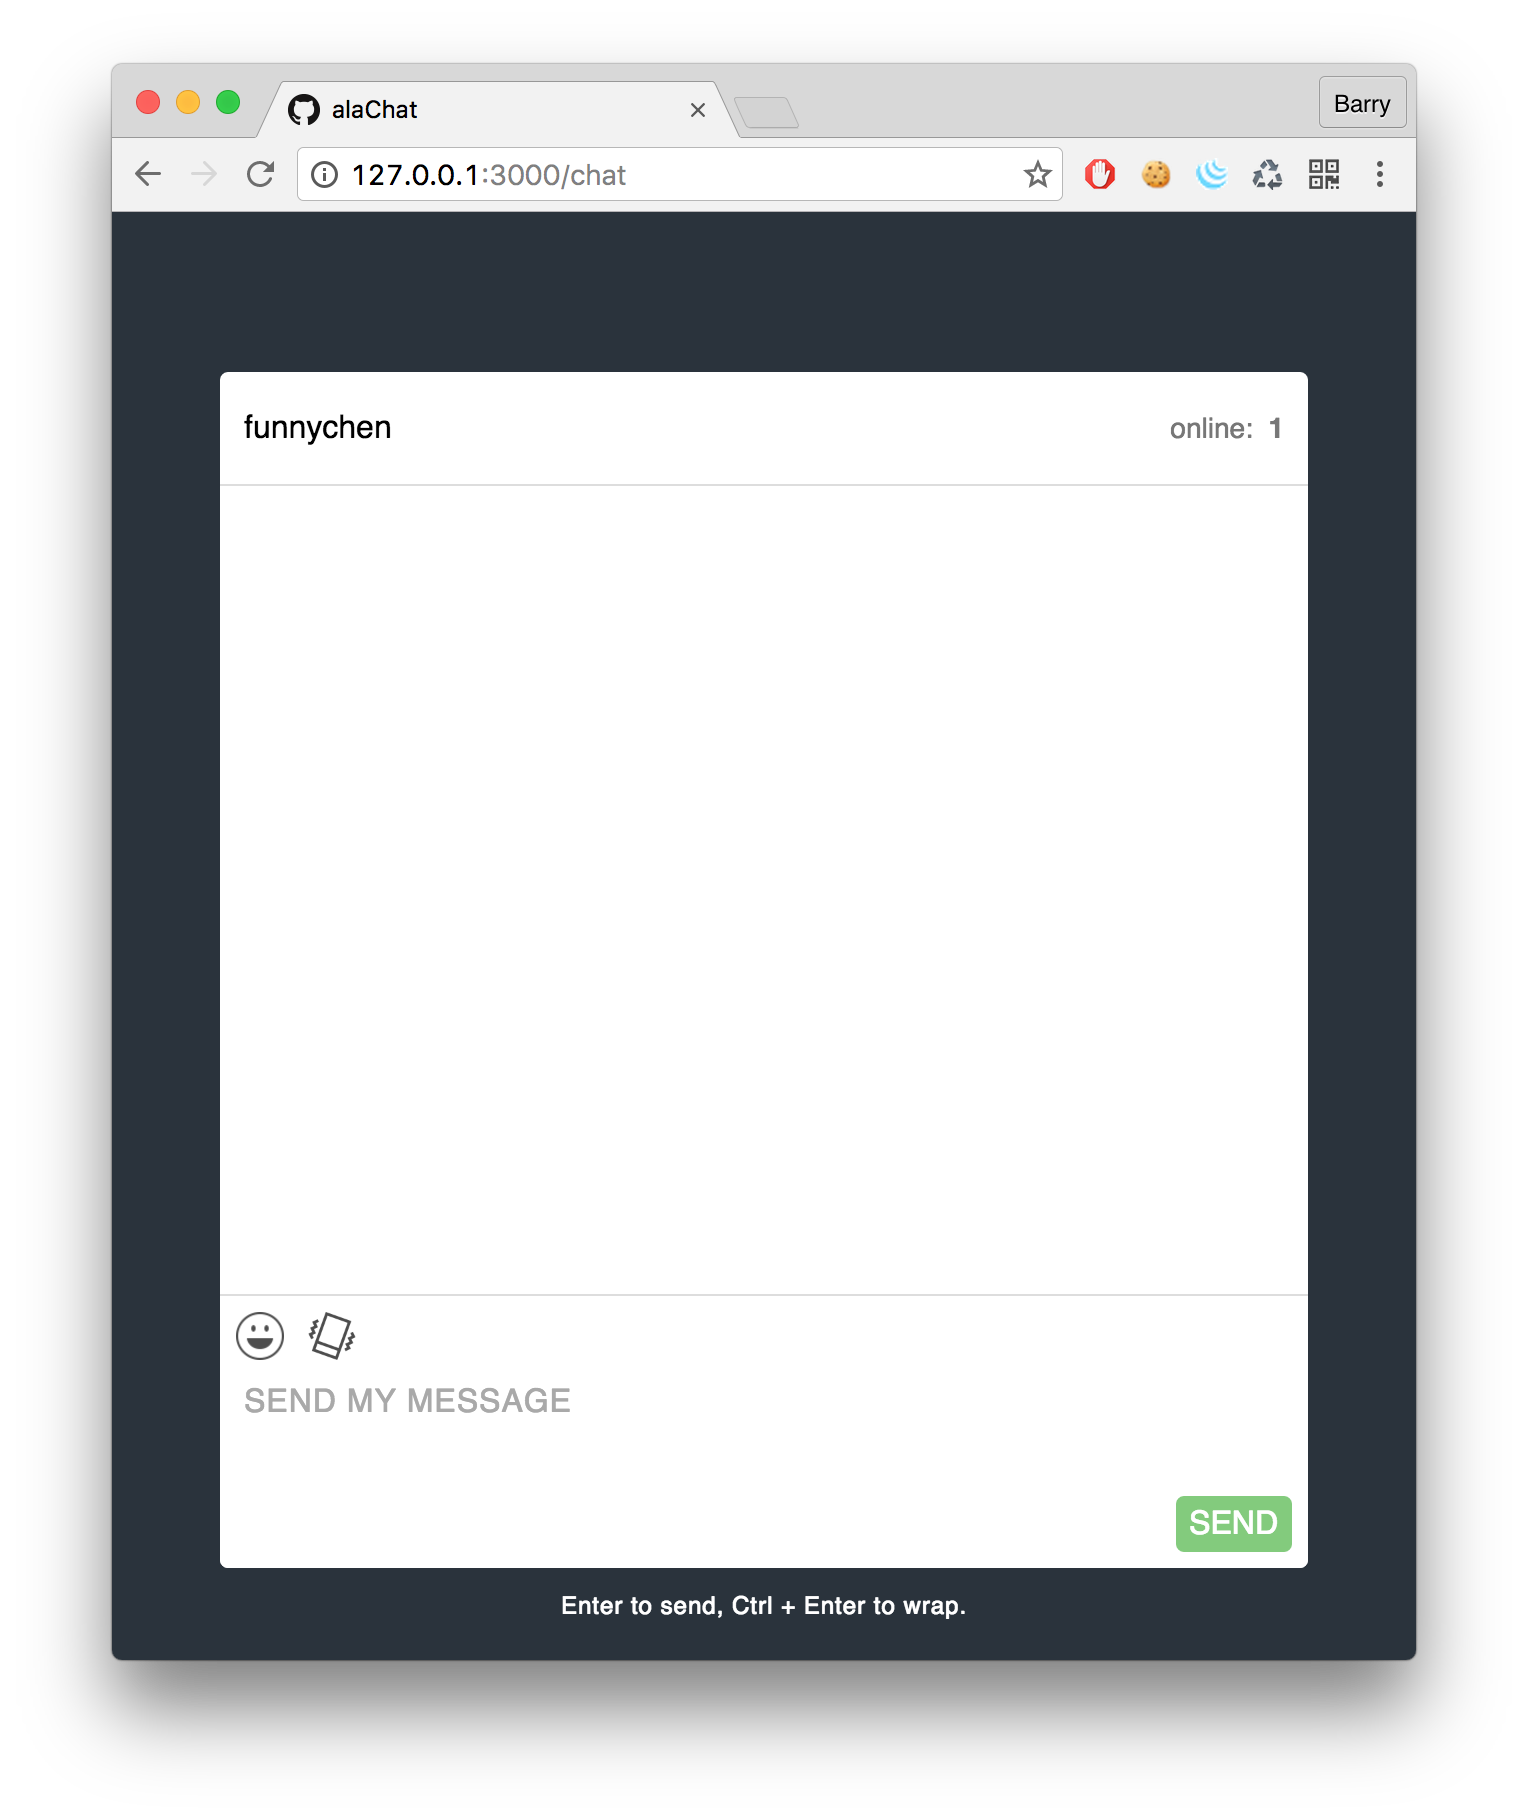 alaChat
Barry
127.0.0.1:3000/chat
funnychen
online: 1
SEND MY MESSAGE
SEND
Enter to send, Ctrl + Enter to wrap.